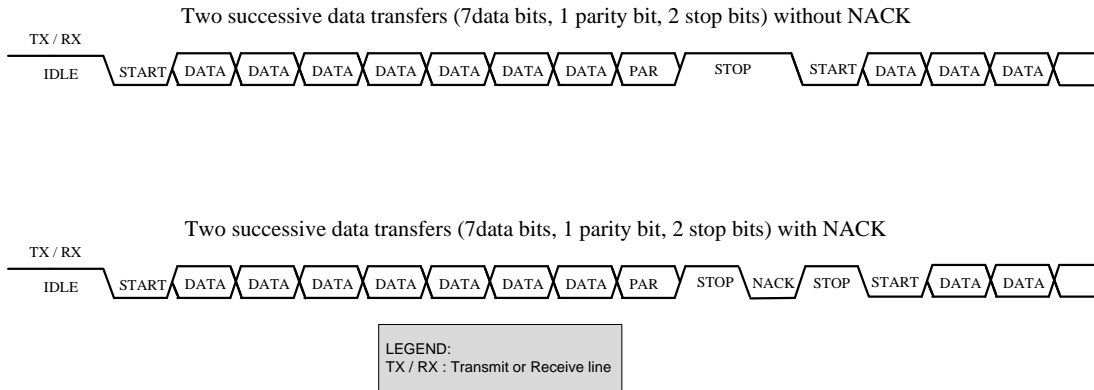 Two successive data transfers (7data bits, 1 parity bit, 2 stop bits) without NACK
TX / RX
IDLE START DATA DATA DATA DATA DATA DATA DATA PAR STOP START DATA DATA DATA
Two successive data transfers (7data bits, 1 parity bit, 2 stop bits) with NACK
TX / RX
IDLE START DATA DATA DATA DATA DATA DATA DATA PAR STOP NACK STOP START DATA DATA
LEGEND:
TX / RX : Transmit or Receive line